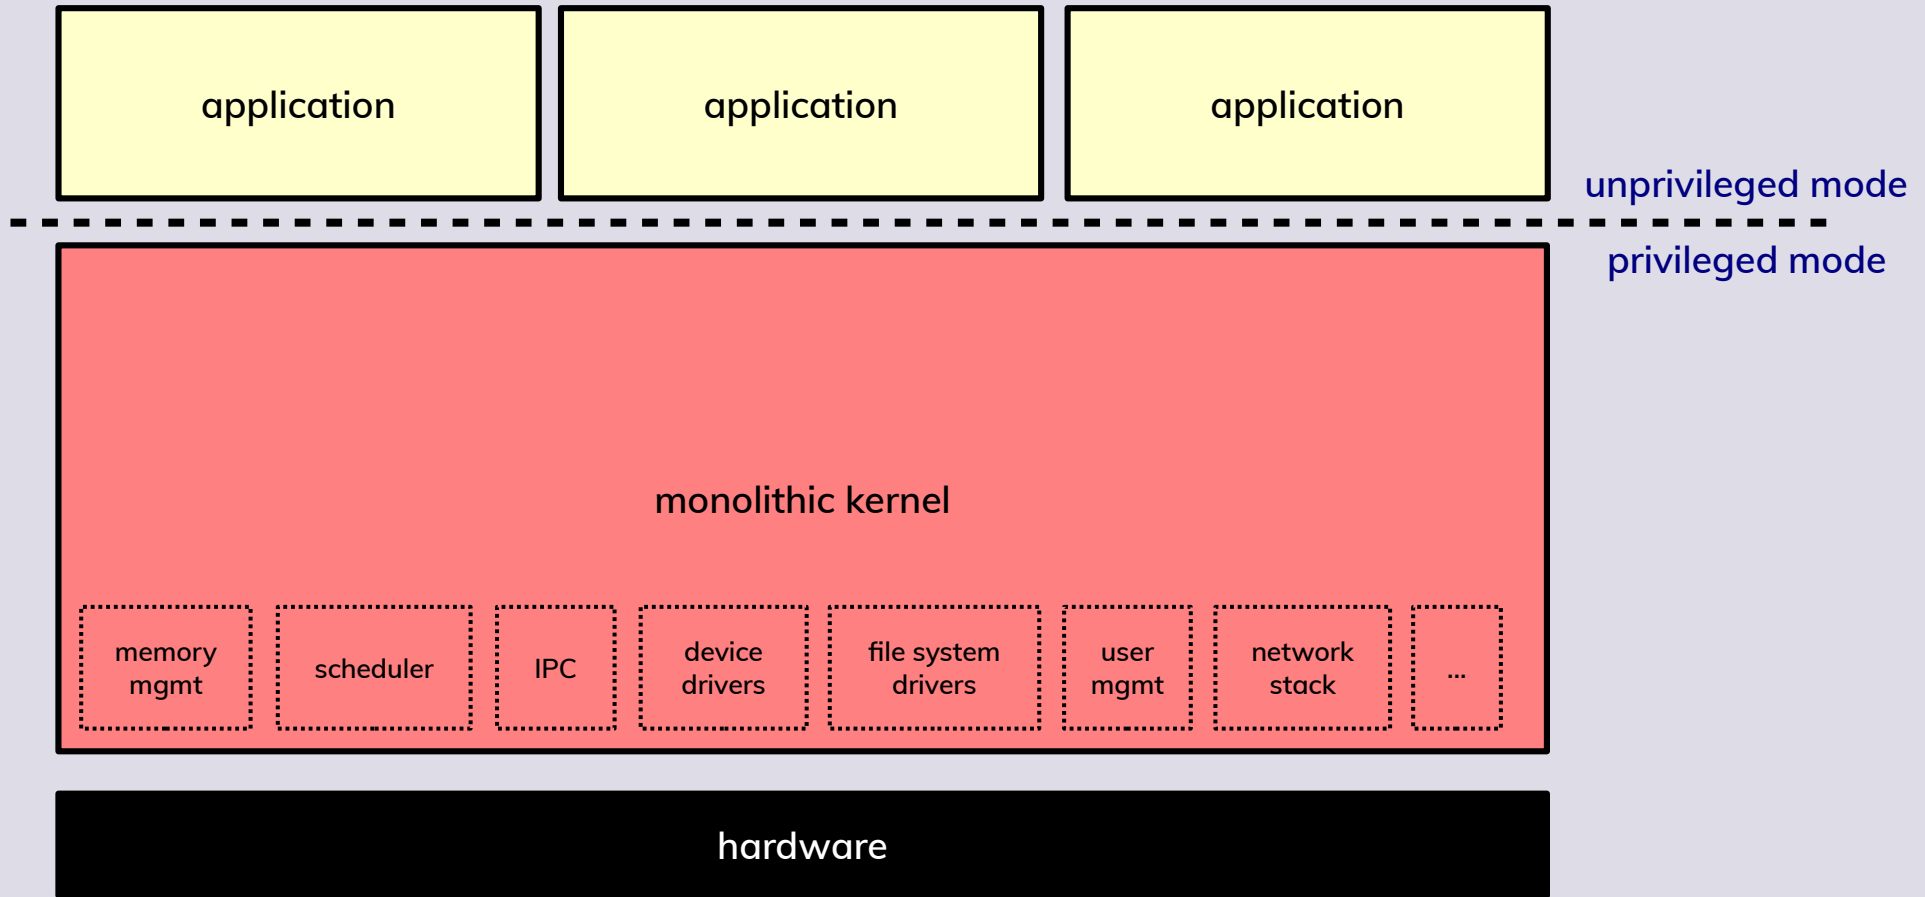 application
application
application
unprivileged mode
privileged mode
monolithic kernel
memory
mgmt
scheduler
IPC
device
drivers
file system
drivers
user
mgmt
network
stack
...
hardware